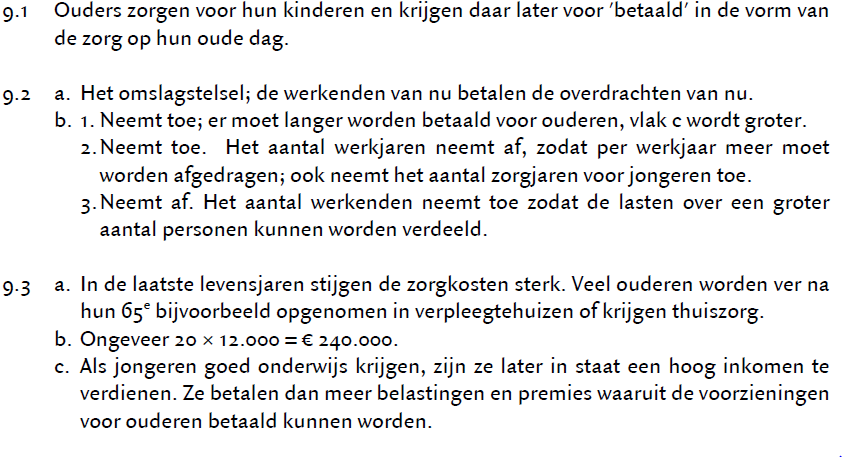 9.1 Ouders zorgen voor hun kinderen en krijgen daar later voor 'betaald' in de vorm van
de zorg op hun oude dag.
9.2 a. Het omslagstelsel; de werkenden van nu betalen de overdrachten van nu.
b. 1. Neemt toe; er moet langer worden betaald voor ouderen, vlak c wordt groter.
2. Neemt toe. Het aantal werkjaren neemt af, zodat per werkjaar meer moet
worden afgedragen; ook neemt het aantal zorgjaren voor jongeren toe.
3. Neemt af. Het aantal werkenden neemt toe zodat de lasten over een groter
aantal personen kunnen worden verdeeld.
9.3 a. In de laatste levensjaren stijgen de zorgkosten sterk. Veel ouderen worden ver na
hun 65e bijvoorbeeld opgenomen in verpleegtehuizen of krijgen thuiszorg.
b. Ongeveer 20 × 12.000 = € 240.000.
c. Als jongeren goed onderwijs krijgen, zijn ze later in staat een hoog inkomen te
verdienen. Ze betalen dan meer belastingen en premies waaruit de voorzieningen
voor ouderen betaald kunnen worden.